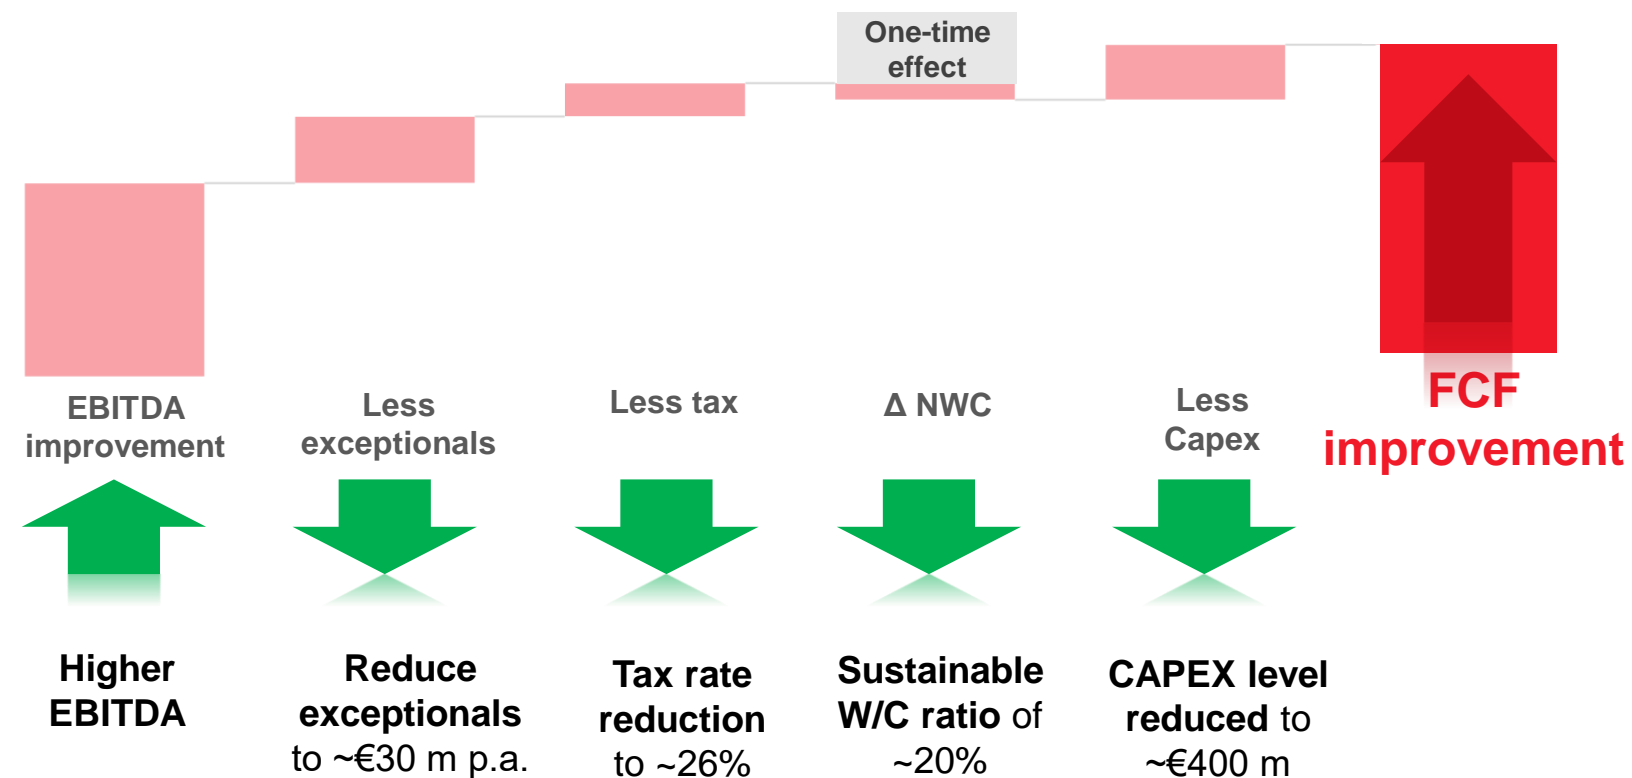 One-time
effect
EBITDA
improvement
Less
exceptionals
Less tax
Δ NWC
Less
Capex
FCF
improvement
Higher
EBITDA
Reduce
exceptionals
to ~€30 m p.a.
Tax rate
reduction
to ~26%
Sustainable
W/C ratio of
~20%
CAPEX level
reduced to
~€400 m